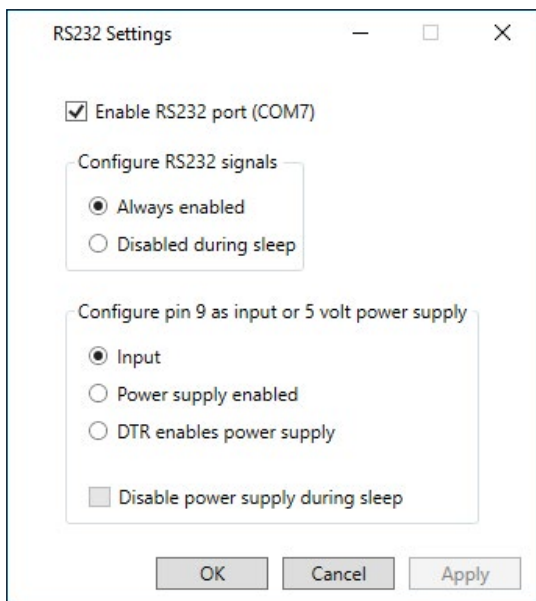 RS232 Settings
Enable RS232 port (COM7)
Configure RS232 signals
Always enabled
Disabled during sleep
Configure pin 9 as input or 5 volt power supply
Input
Power supply enabled
DTR enables power supply
Disable power supply during sleep
OK Cancel Apply